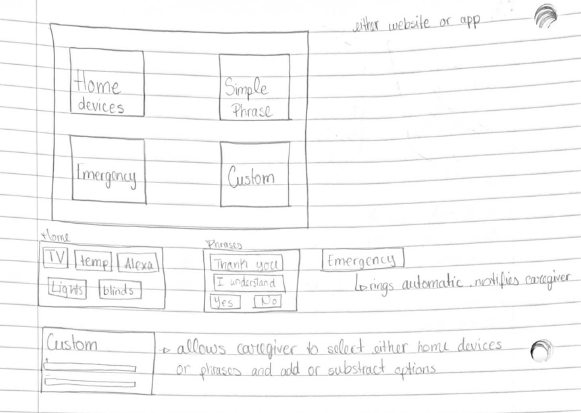 either website or app
Home
devices
Simple
Phrase
Emergency
Custom
Home
TV
temp
Alexa
Lights
blinds
Phrases
Thank you
I understand
Yes
No
Emergency
rings automatic notifies caregiver
Custom
allows caregiver to select either home devices
or phrases and add or substract options